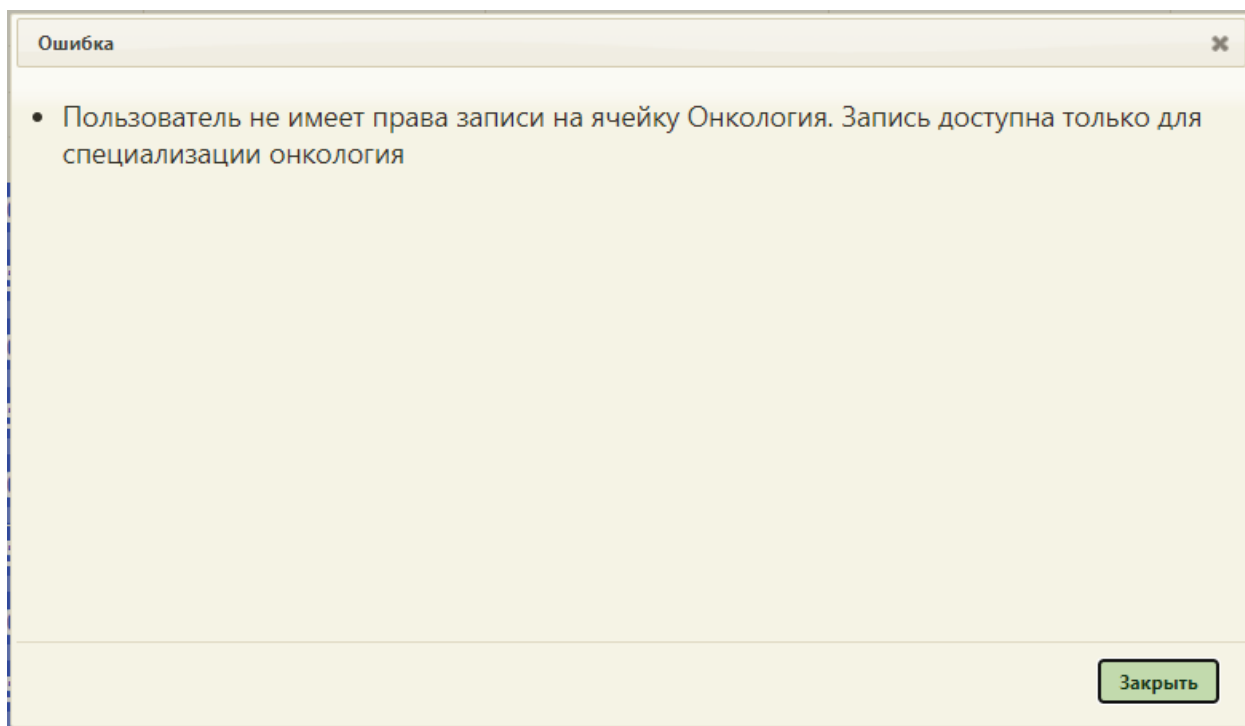 Ошибка
Пользователь не имеет права записи на ячейку Онкология. Запись доступна только для
специализации онкология
Закрыть